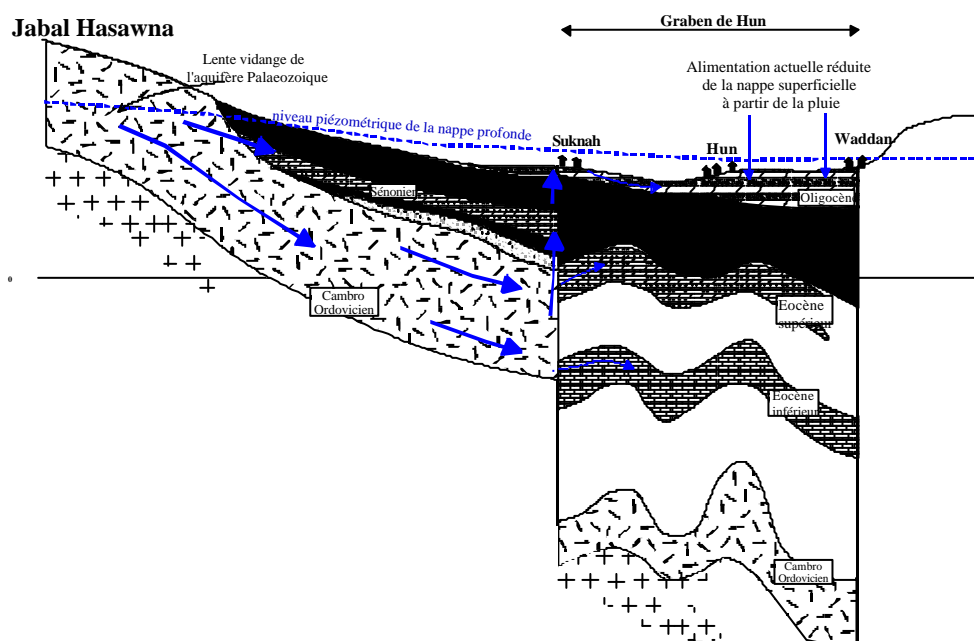 Graben de Hun
Jabal Hasawna
Lente vidange de
l'aquifère Palaeozoique
Alimentation actuelle réduite
de la nappe superficielle
à partir de la pluie
niveau piézométrique de la nappe profonde
Suknah
Hun
Waddan
Sénonien
Oligocène
0
Cambro
Ordovicien
Eocène
supérieur
Eocène
inférieur
Cambro
Ordovicien